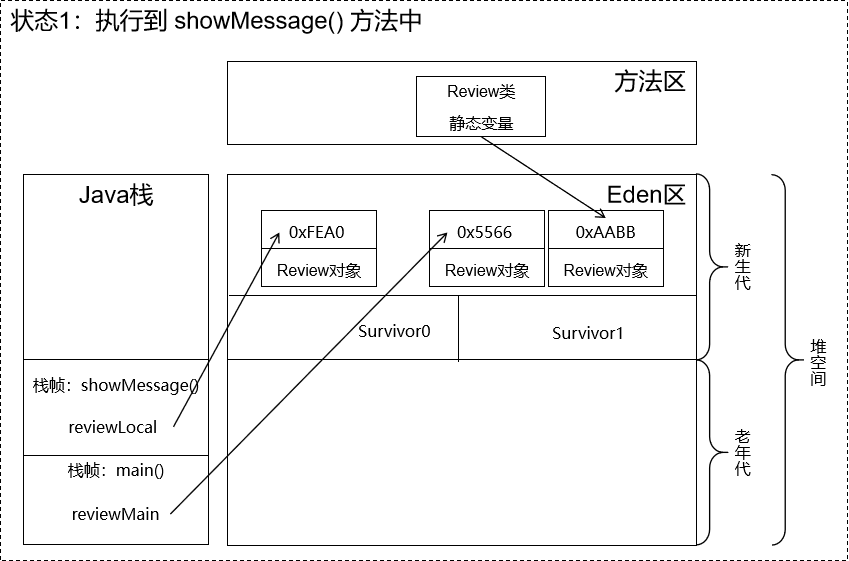 状态1：执行到 showMessage() 方法中
方法区
Review类
静态变量
Java栈
Eden区
0xFEA0
Review对象
0x5566
Review对象
0xAABB
Review对象
新生代
Survivor0
Survivor1
堆空间
栈帧：showMessage()
reviewLocal
栈帧：main()
reviewMain
老年代